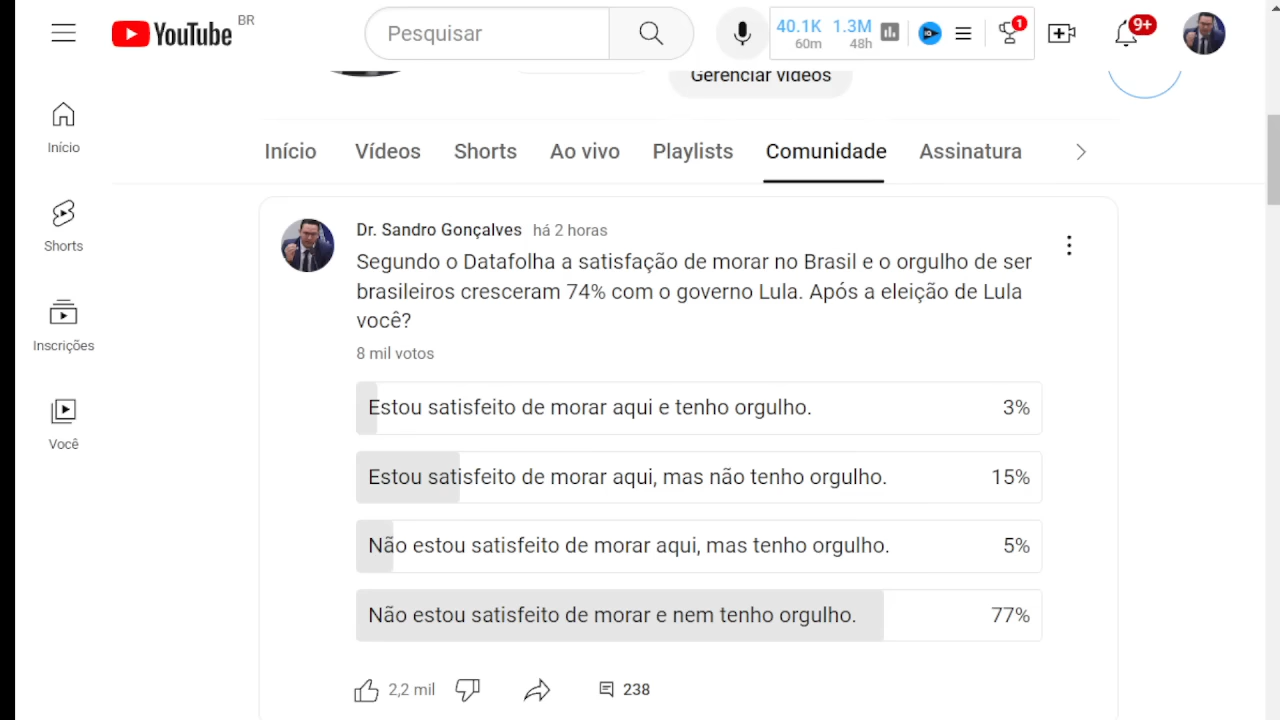 BR
YouTube
Pesquisar
40.1K 1.3M
60m 48h
1
9+
Gerenciar vídeos
Início
Início Vídeos Shorts Ao vivo Playlists Comunidade Assinatura
Shorts
Inscrições
Você
Dr. Sandro Gonçalves há 2 horas
Segundo o Datafolha a satisfação de morar no Brasil e o orgulho de ser
brasileiros cresceram 74% com o governo Lula. Após a eleição de Lula
você?
8 mil votos
Estou satisfeito de morar aqui e tenho orgulho. 3%
Estou satisfeito de morar aqui, mas não tenho orgulho. 15%
Não estou satisfeito de morar aqui, mas tenho orgulho. 5%
Não estou satisfeito de morar e nem tenho orgulho. 77%
2,2 mil 238